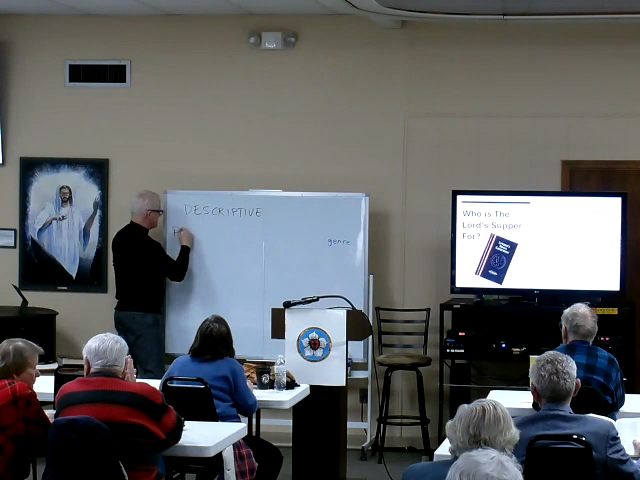 DESCRIPTIVE
genre
Who is The
Lord's Supper
For?